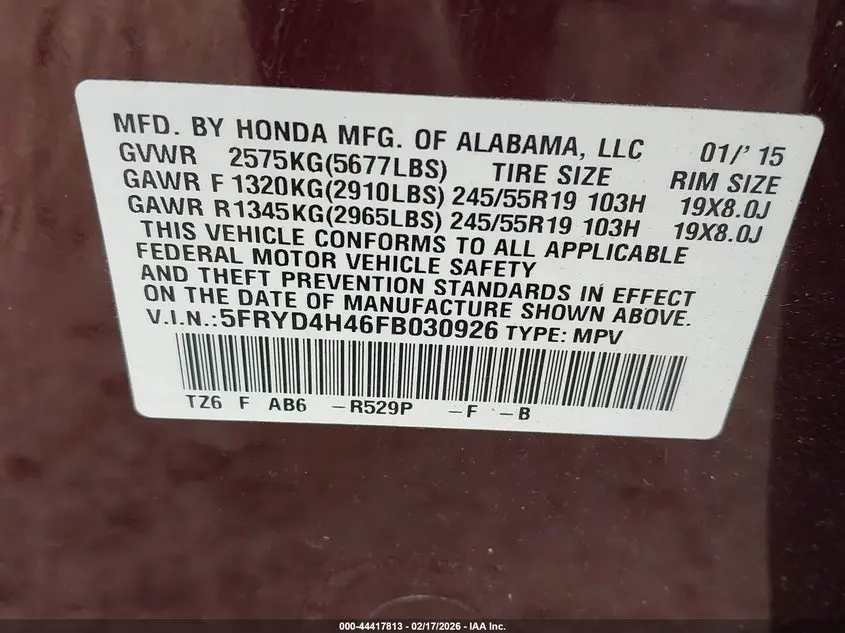 MFD. BY HONDA MFG. OF ALABAMA, LLC 01/' 15
GVWR 2575KG(5677LBS) TIRE SIZE RIM SIZE
GAWR F 1320KG(2910LBS) 245/55R19 103H 19X8.0J
GAWR R1345KG(2965LBS) 245/55R19 103H 19X8.0J
THIS VEHICLE CONFORMS TO ALL APPLICABLE
FEDERAL MOTOR VEHICLE SAFETY
AND THEFT PREVENTION STANDARDS IN EFFECT
ON THE DATE OF MANUFACTURE SHOWN ABOVE.
V.I.N.:5FRYD4H46FB030926 TYPE: MPV
TZ6 F AB6 -R529P -F -B
000-44417813 - 02/17/2026 - IAA Inc.